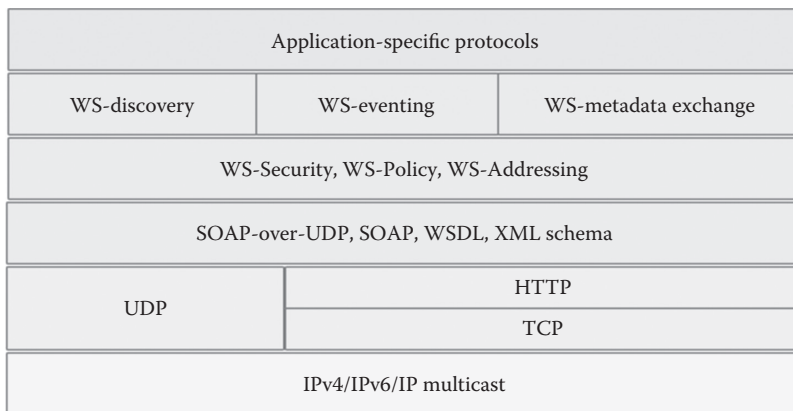 Application-specific protocols
WS-discovery
WS-eventing
WS-metadata exchange
WS-Security, WS-Policy, WS-Addressing
SOAP-over-UDP, SOAP, WSDL, XML schema
UDP
HTTP
TCP
IPv4/IPv6/IP multicast